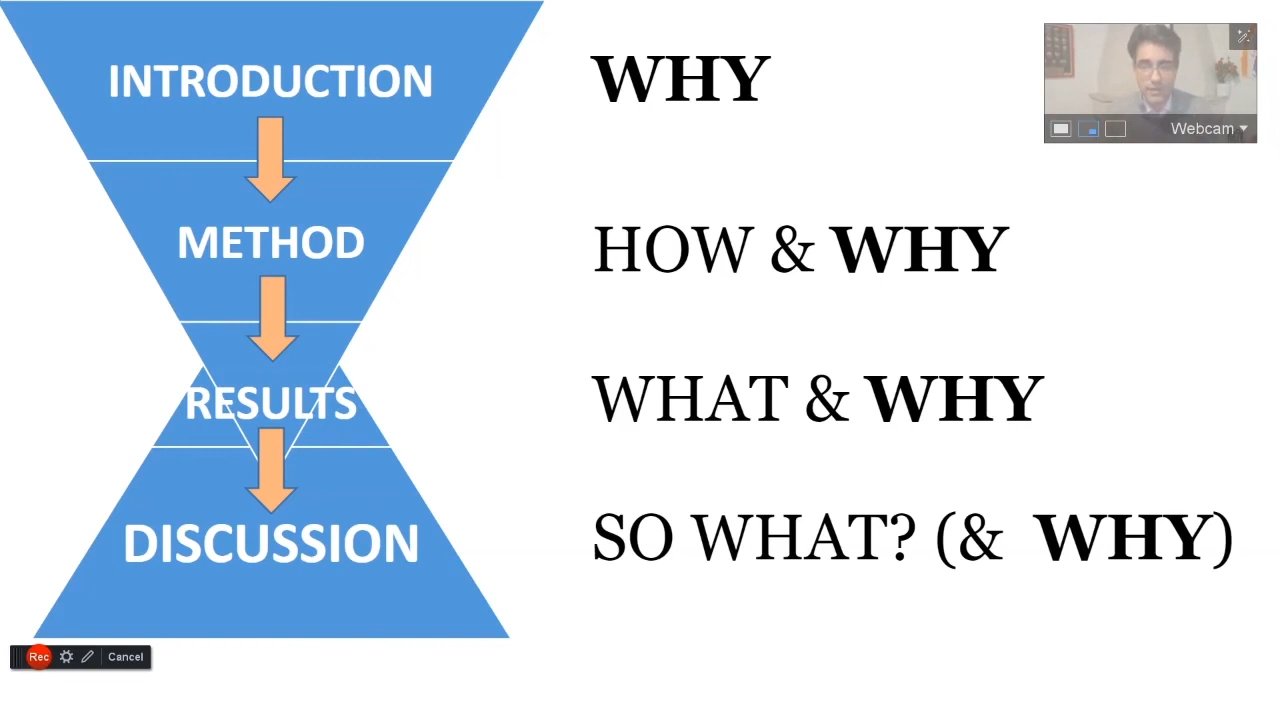 INTRODUCTION
WHY
METHOD
HOW & WHY
RESULTS
WHAT & WHY
DISCUSSION
SO WHAT? (& WHY)
Webcam
Rec
Cancel